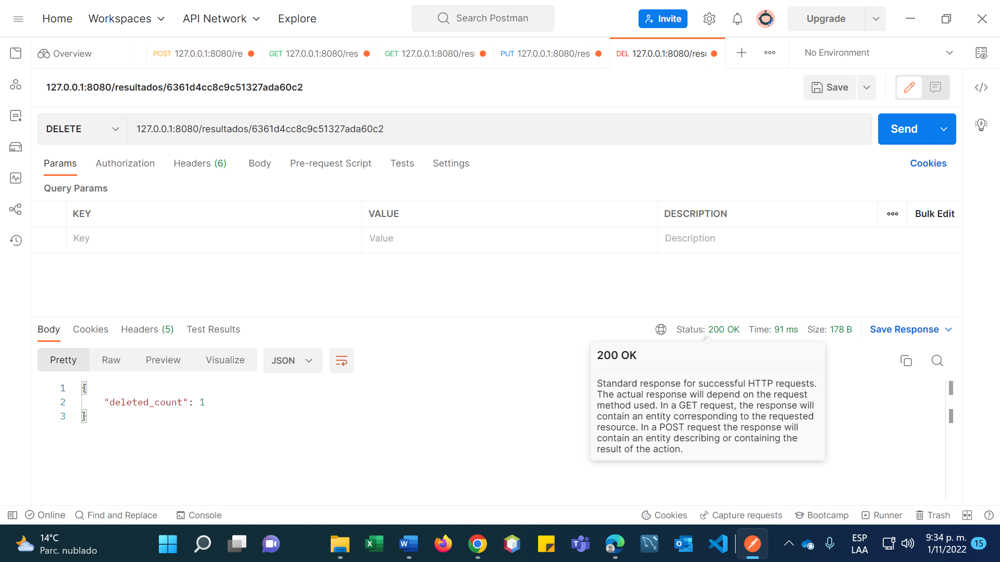 Home
Workspaces
API Network
Explore
Search Postman
Invite
Upgrade
Overview
POST 127.0.0.1:8080/re
GET 127.0.0.1:8080/res
GET 127.0.0.1:8080/res
PUT 127.0.0.1:8080/res
DEL 127.0.0.1:8080/resu
No Environment
127.0.0.1:8080/resultados/6361d4cc8c9c51327ada60c2
Save
DELETE
127.0.0.1:8080/resultados/6361d4cc8c9c51327ada60c2
Send
Params
Authorization
Headers (6)
Body
Pre-request Script
Tests
Settings
Cookies
Query Params
KEY
VALUE
DESCRIPTION
Bulk Edit
Key
Value
Description
Body
Cookies
Headers (5)
Test Results
Status: 200 OK
Time: 91 ms
Size: 178 B
Save Response
Pretty
Raw
Preview
Visualize
JSON
1 {
2 "deleted_count": 1
3 }
200 OK
Standard response for successful HTTP requests.
The actual response will depend on the request
method used. In a GET request, the response will
contain an entity corresponding to the requested
resource. In a POST request the response will
contain an entity describing or containing the
result of the action.
Online
Find and Replace
Console
Cookies
Capture requests
Bootcamp
Runner
Trash
14°C
Parc. nublado
ESP
LAA
9:34 p. m.
1/11/2022
15